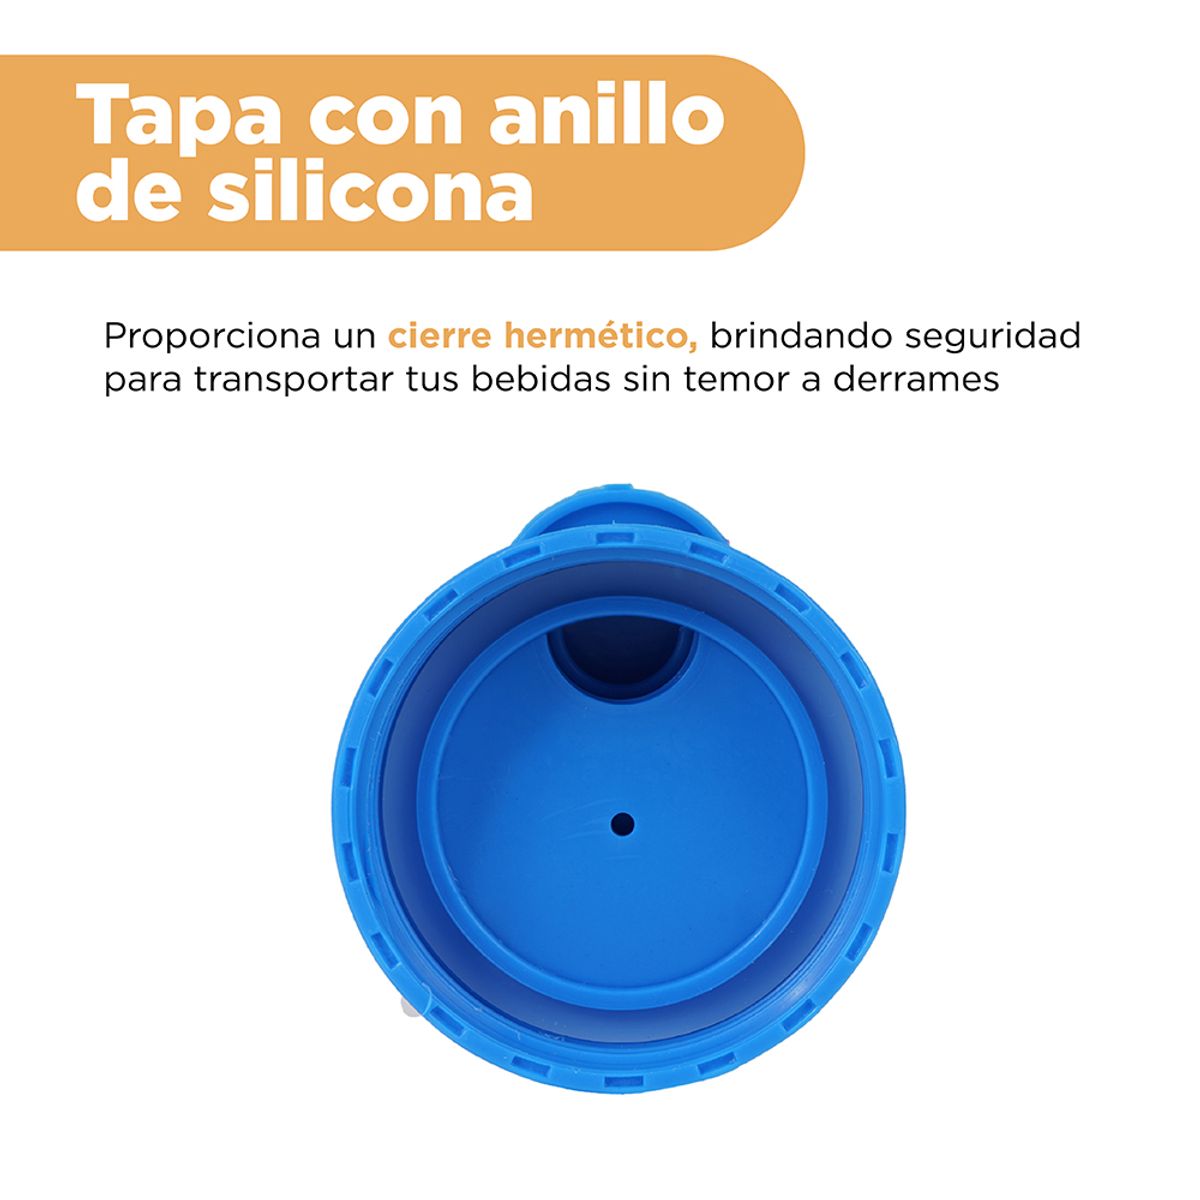 Tapa con anillo
de silicona
Proporciona un cierre hermético, brindando seguridad
para transportar tus bebidas sin temor a derrames